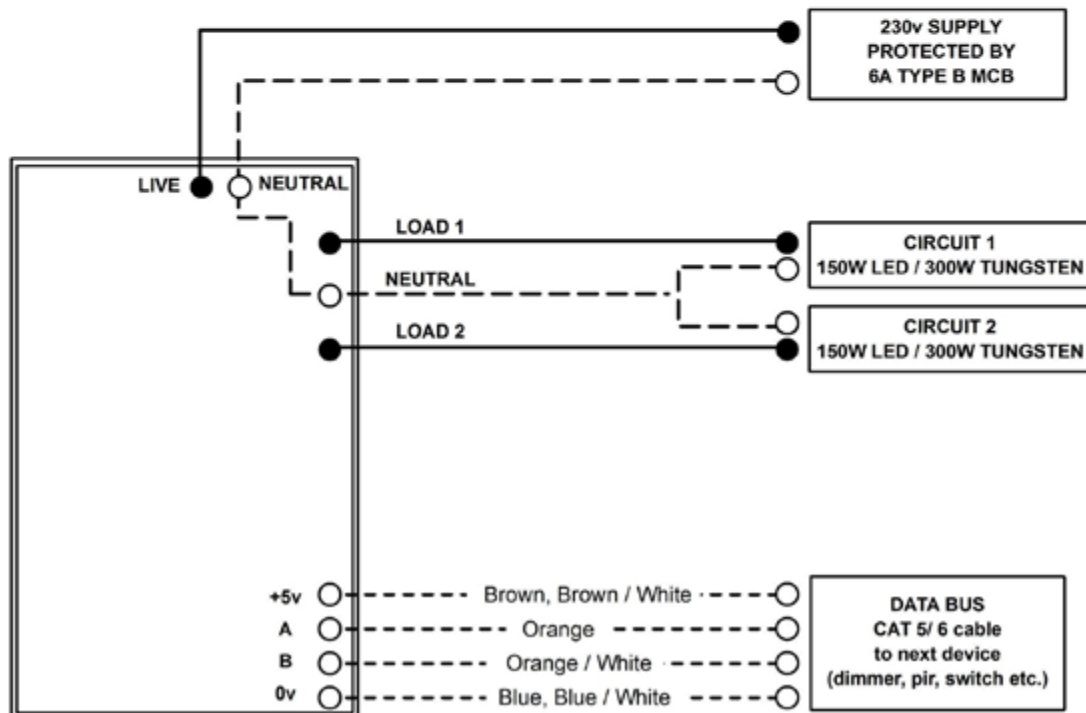 230v SUPPLY
PROTECTED BY
6A TYPE B MCB
LIVE
NEUTRAL
LOAD 1
CIRCUIT 1
150W LED / 300W TUNGSTEN
NEUTRAL
LOAD 2
CIRCUIT 2
150W LED / 300W TUNGSTEN
+5v
Brown, Brown / White
A
Orange
B
Orange / White
0v
Blue, Blue / White
DATA BUS
CAT 5/ 6 cable
to next device
(dimmer, pir, switch etc.)